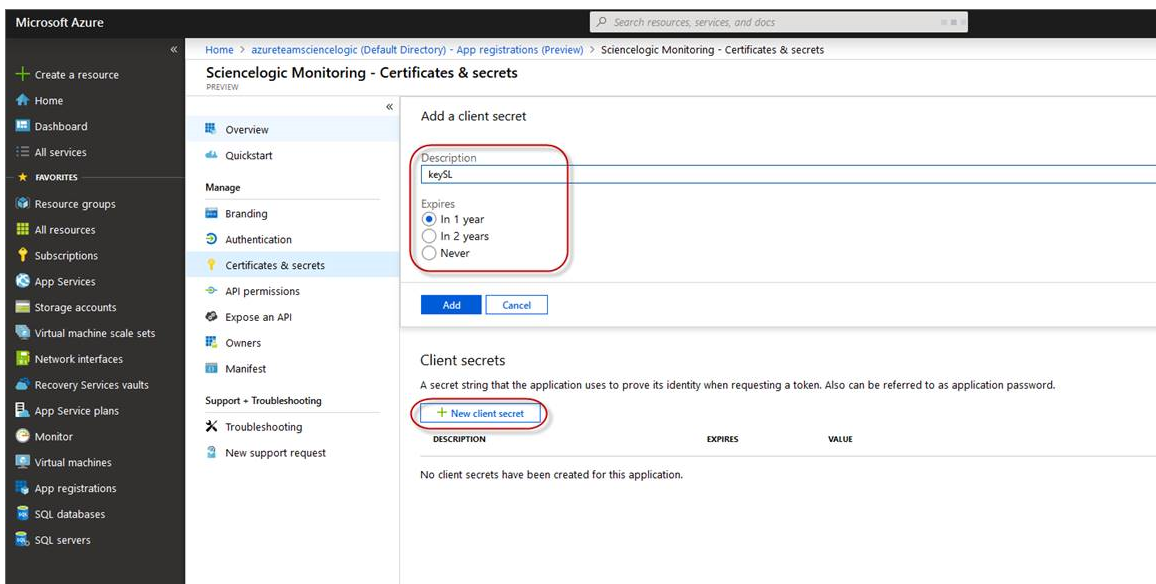 Microsoft Azure
Search resources, services, and docs
«
Create a resource
Home
Dashboard
All services
FAVORITES
Resource groups
All resources
Subscriptions
App Services
Storage accounts
Virtual machine scale sets
Network interfaces
Recovery Services vaults
App Service plans
Monitor
Virtual machines
App registrations
SQL databases
SQL servers
Home > azureteamsciencelogic (Default Directory) - App registrations (Preview) > Sciencelogic Monitoring - Certificates & secrets
Sciencelogic Monitoring - Certificates & secrets
PREVIEW
«
Overview
Quickstart
Manage
Branding
Authentication
Certificates & secrets
API permissions
Expose an API
Owners
Manifest
Support + Troubleshooting
Troubleshooting
New support request
Add a client secret
Description
keySL
Expires
In 1 year
In 2 years
Never
Add Cancel
Client secrets
A secret string that the application uses to prove its identity when requesting a token. Also can be referred to as application password.
+ New client secret
DESCRIPTION EXPIRES VALUE
No client secrets have been created for this application.